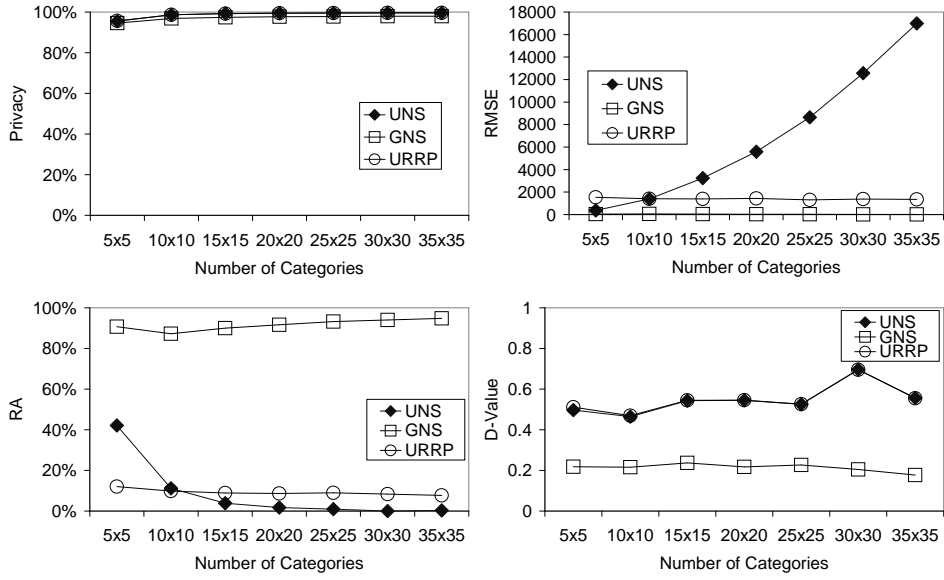 100%
80%
60%
40%
20%
0%
Privacy
UNS
GNS
URRP
5x5 10x10 15x15 20x20 25x25 30x30 35x35
Number of Categories
18000
16000
14000
12000
10000
8000
6000
4000
2000
0
RMSE
UNS
GNS
URRP
5x5 10x10 15x15 20x20 25x25 30x30 35x35
Number of Categories
100%
80%
60%
40%
20%
0%
RA
UNS
GNS
URRP
5x5 10x10 15x15 20x20 25x25 30x30 35x35
Number of Categories
1
0.8
0.6
0.4
0.2
0
D-Value
UNS
GNS
URRP
5x5 10x10 15x15 20x20 25x25 30x30 35x35
Number of Categories